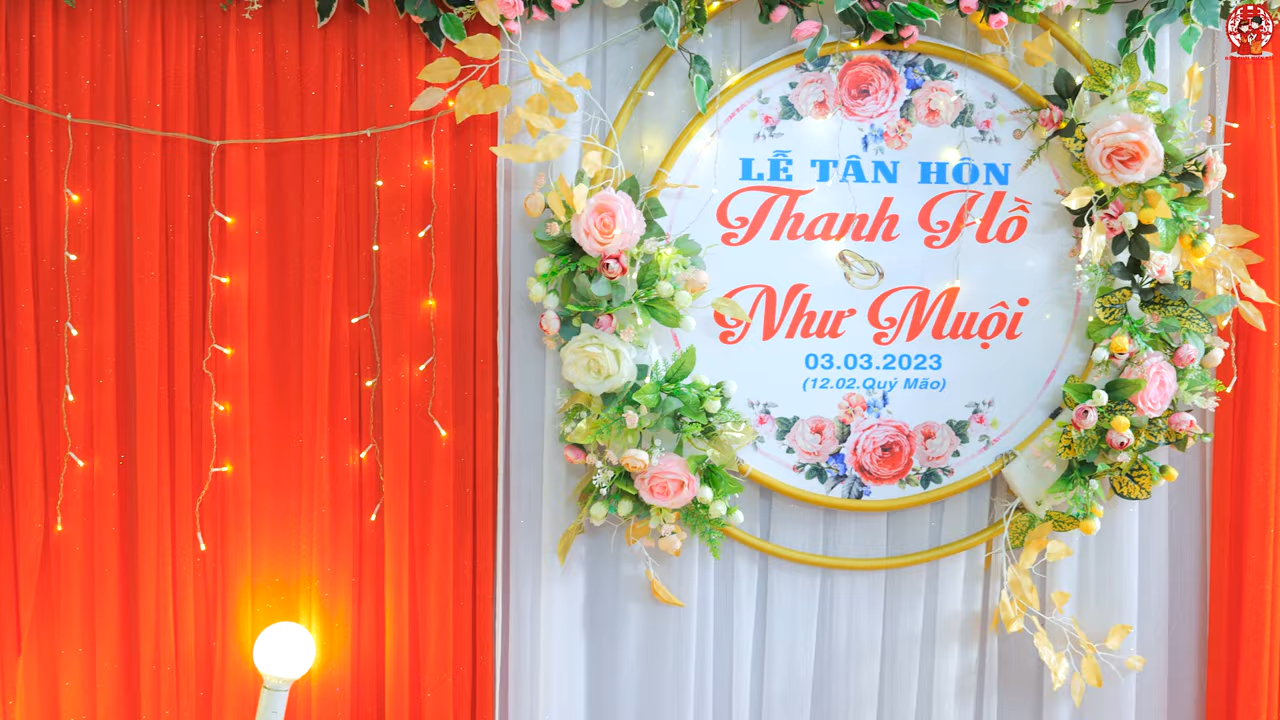 LỄ TÂN HÔN
Thanh Hồ
Như Muội
03.03.2023
(12.02.Quý Mão)